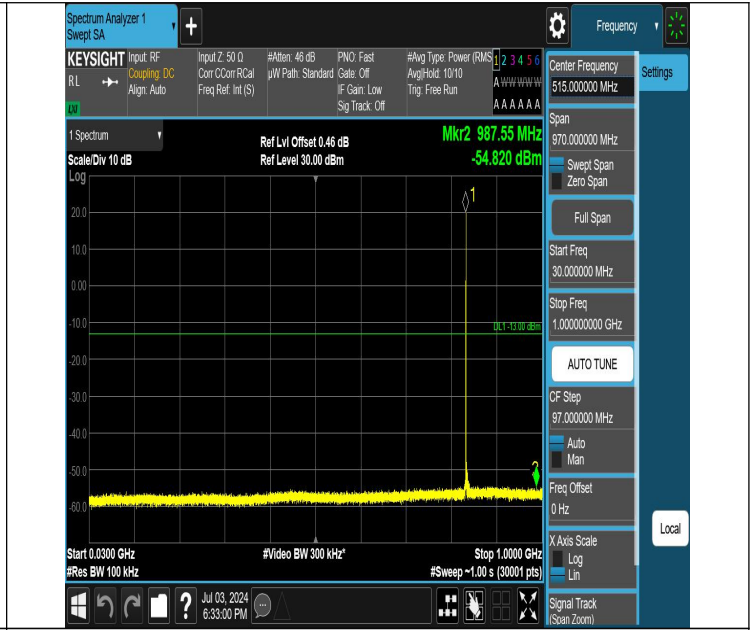 Spectrum Analyzer 1
Swept SA
+
Frequency
KEYSIGHT
RL
LXI
Input: RF
Coupling: DC
Align: Auto
Input Z: 50 Ω
Corr CCorr RCal
Freq Ref: Int (S)
#Atten: 46 dB
µW Path: Standard
PNO: Fast
Gate: Off
IF Gain: Low
Sig Track: Off
#Avg Type: Power (RMS
Avg|Hold: 10/10
Trig: Free Run
1 2 3 4 5 6
A W W W W W
A A A A A A
1 Spectrum
Scale/Div 10 dB
Log
Ref Lvl Offset 0.46 dB
Ref Level 30.00 dBm
Mkr2 987.55 MHz
-54.820 dBm
1
20.0
10.0
0.00
-10.0
DL1 -13.00 dBm
-20.0
-30.0
-40.0
-50.0
2
-60.0
Start 0.0300 GHz
#Res BW 100 kHz
#Video BW 300 kHz*
Stop 1.0000 GHz
#Sweep ~1.00 s (30001 pts)
Jul 03, 2024
6:33:00 PM
?
Center Frequency
515.000000 MHz
Settings
Span
970.000000 MHz
Swept Span
Zero Span
Full Span
Start Freq
30.000000 MHz
Stop Freq
1.000000000 GHz
AUTO TUNE
CF Step
97.000000 MHz
Auto
Man
Freq Offset
0 Hz
Local
X Axis Scale
Log
Lin
Signal Track
(Span Zoom)